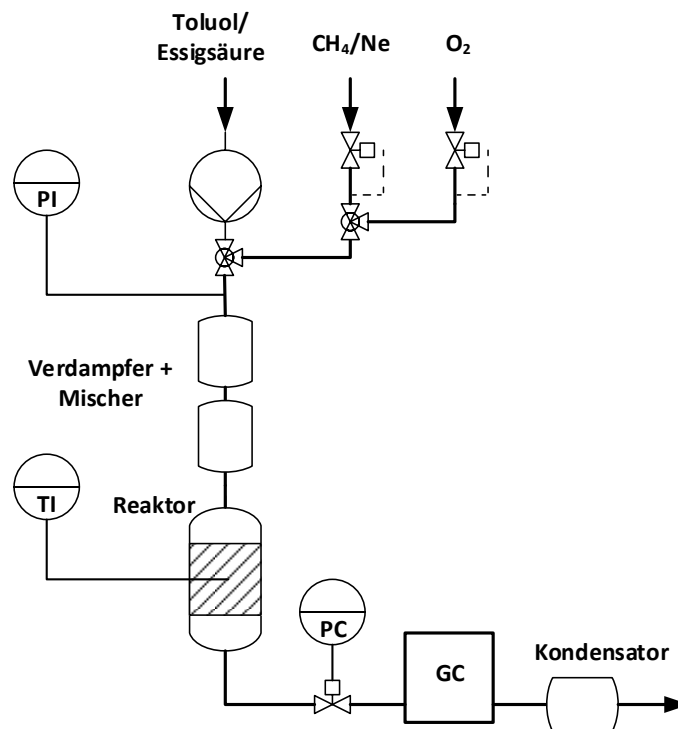 Toluol/
Essigsäure
CH₄/Ne
O₂
PI
Verdampfer +
Mischer
TI
Reaktor
PC
GC
Kondensator